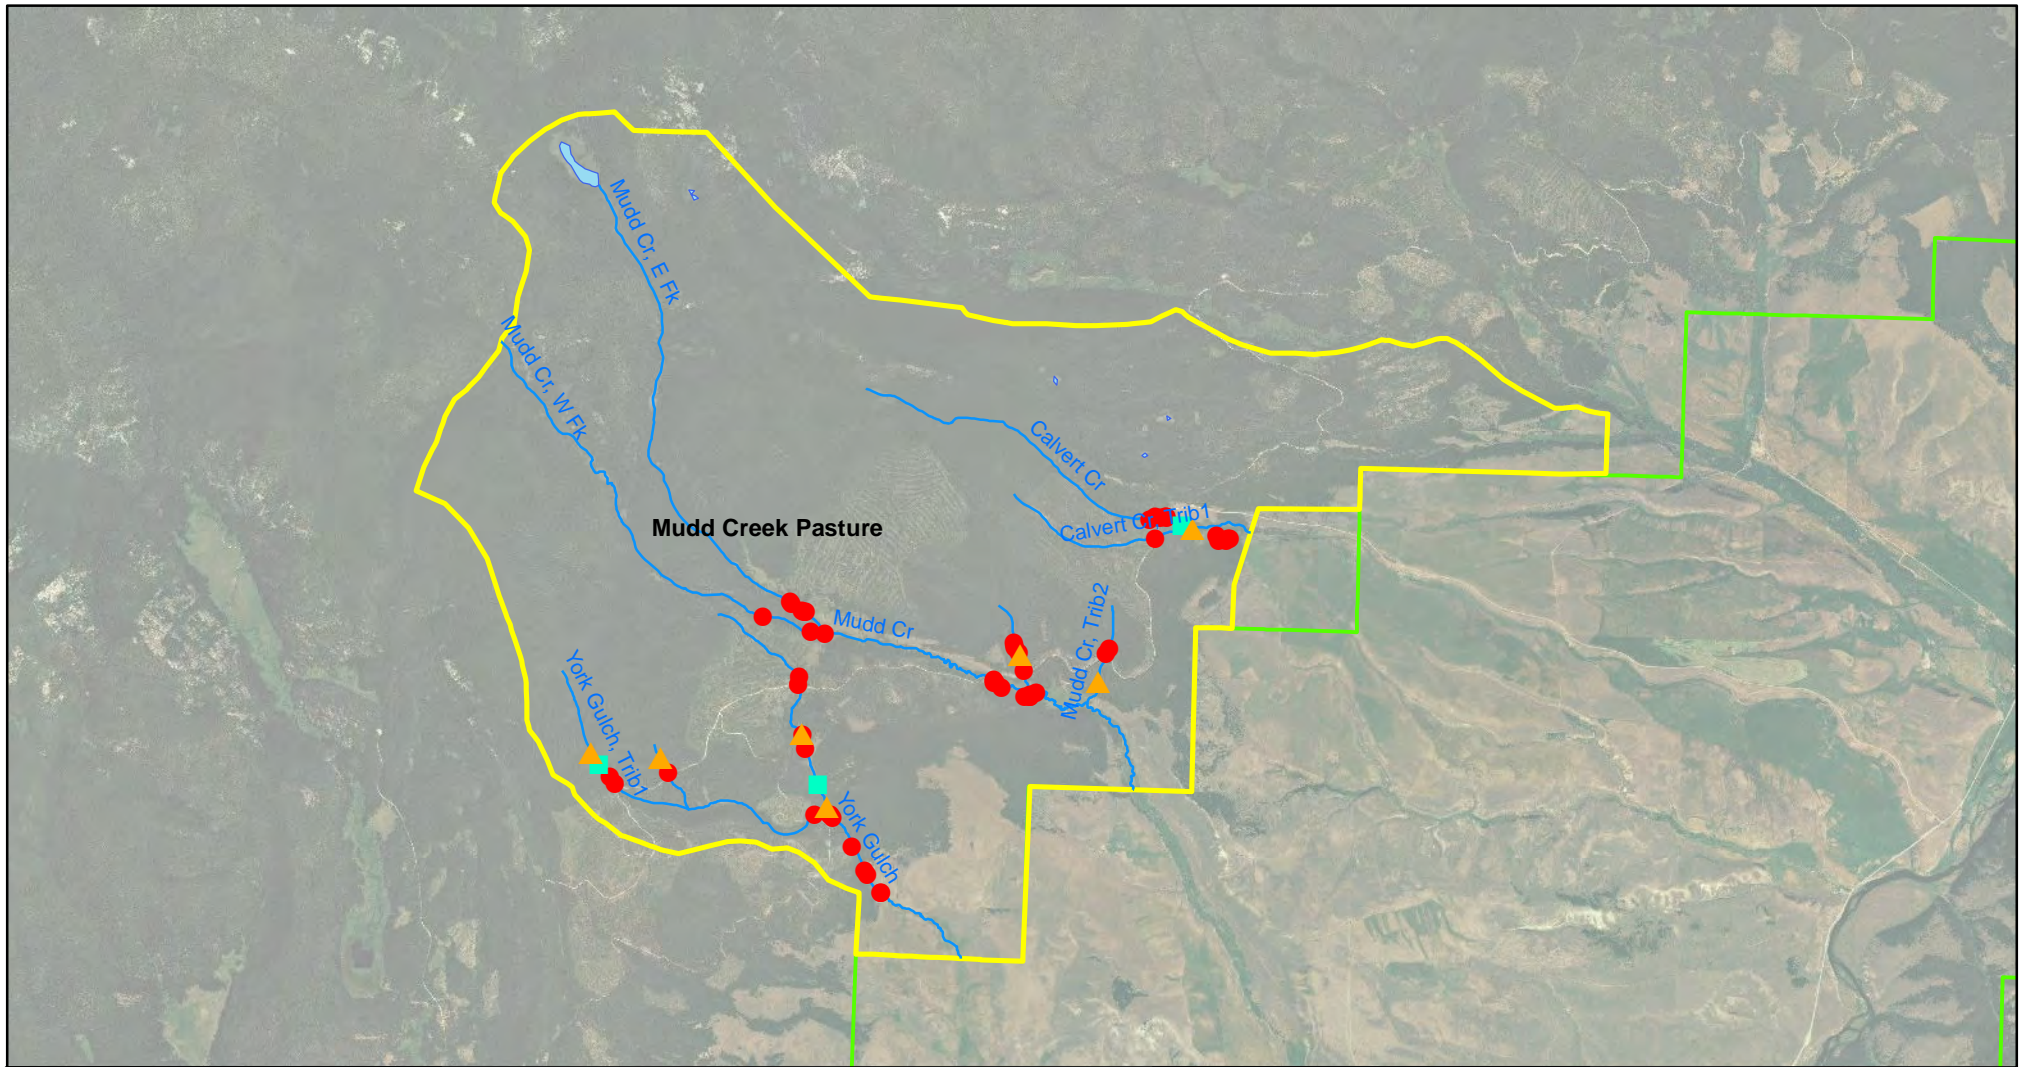 Mudd Cr, E Fk
Mudd Cr, W Fk
Calvert Cr
Calvert Cr, Trib1
Mudd Creek Pasture
Mudd Cr, Trib2
Mudd Cr
York Gulch, Trib1
York Gulch